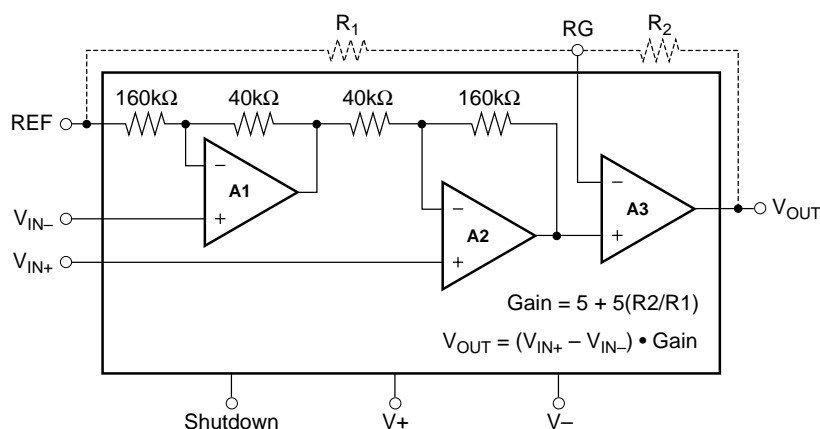 R1
RG
R2
160kΩ
40kΩ
40kΩ
160kΩ
REF
A1
VIN–
VIN+
A2
A3
VOUT
Gain = 5 + 5(R2/R1)
VOUT = (VIN+ – VIN–) • Gain
Shutdown
V+
V–